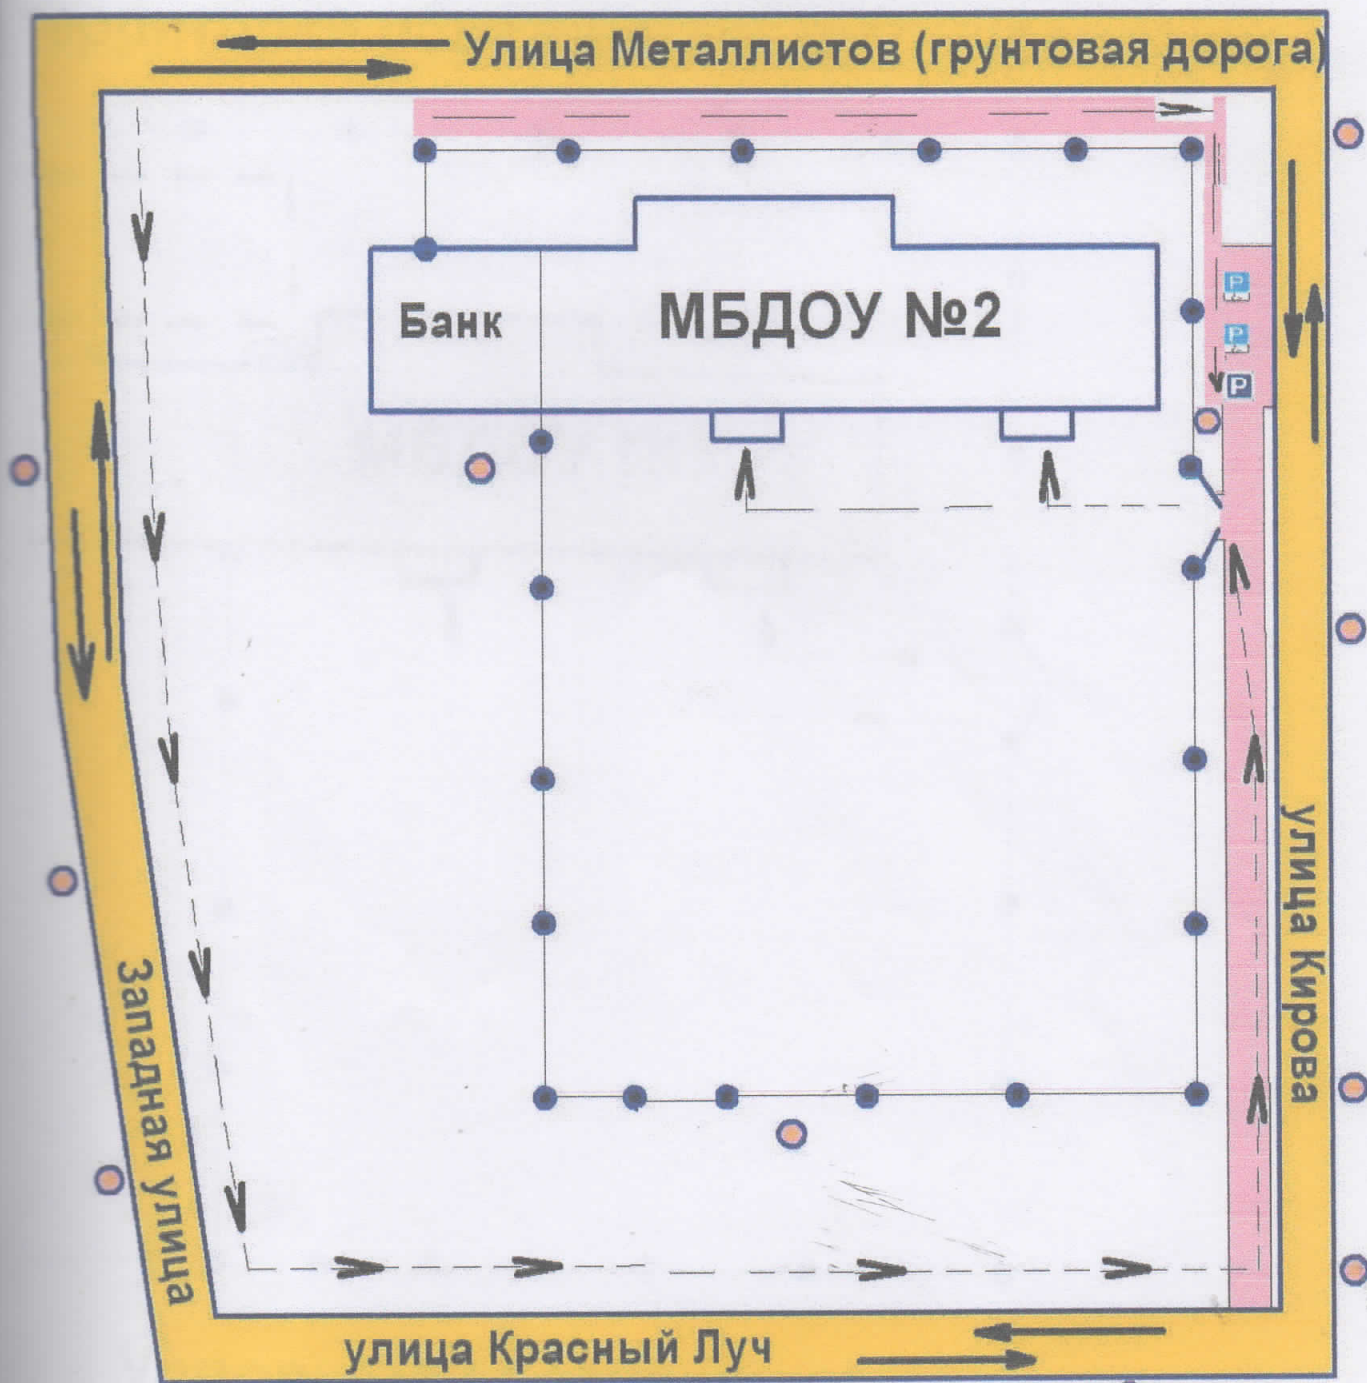 Улица Металлистов (грунтовая дорога)
Банк
МБДОУ №2
P
P
P
улица Кирова
Западная улица
улица Красный Луч